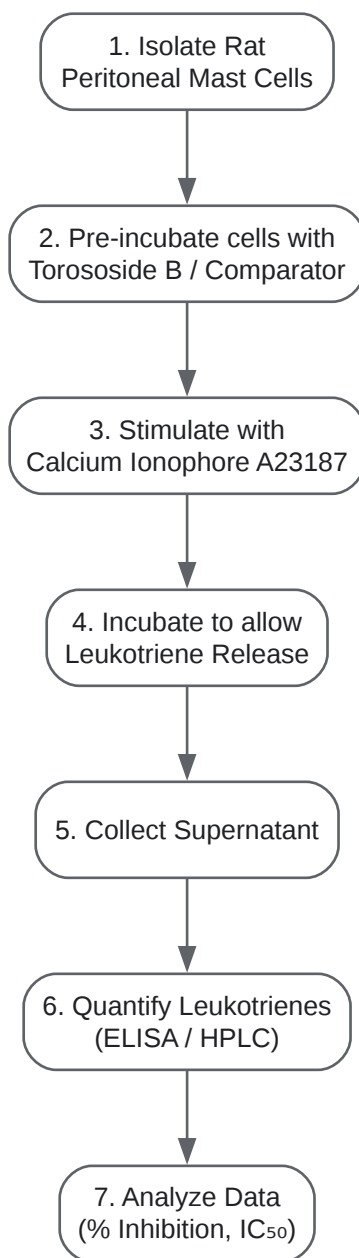 1. Isolate Rat
Peritoneal Mast Cells
2. Pre-incubate cells with
Torososide B / Comparator
3. Stimulate with
Calcium Ionophore A23187
4. Incubate to allow
Leukotriene Release
5. Collect Supernatant
6. Quantify Leukotrienes
(ELISA / HPLC)
7. Analyze Data
(% Inhibition, IC₅₀)